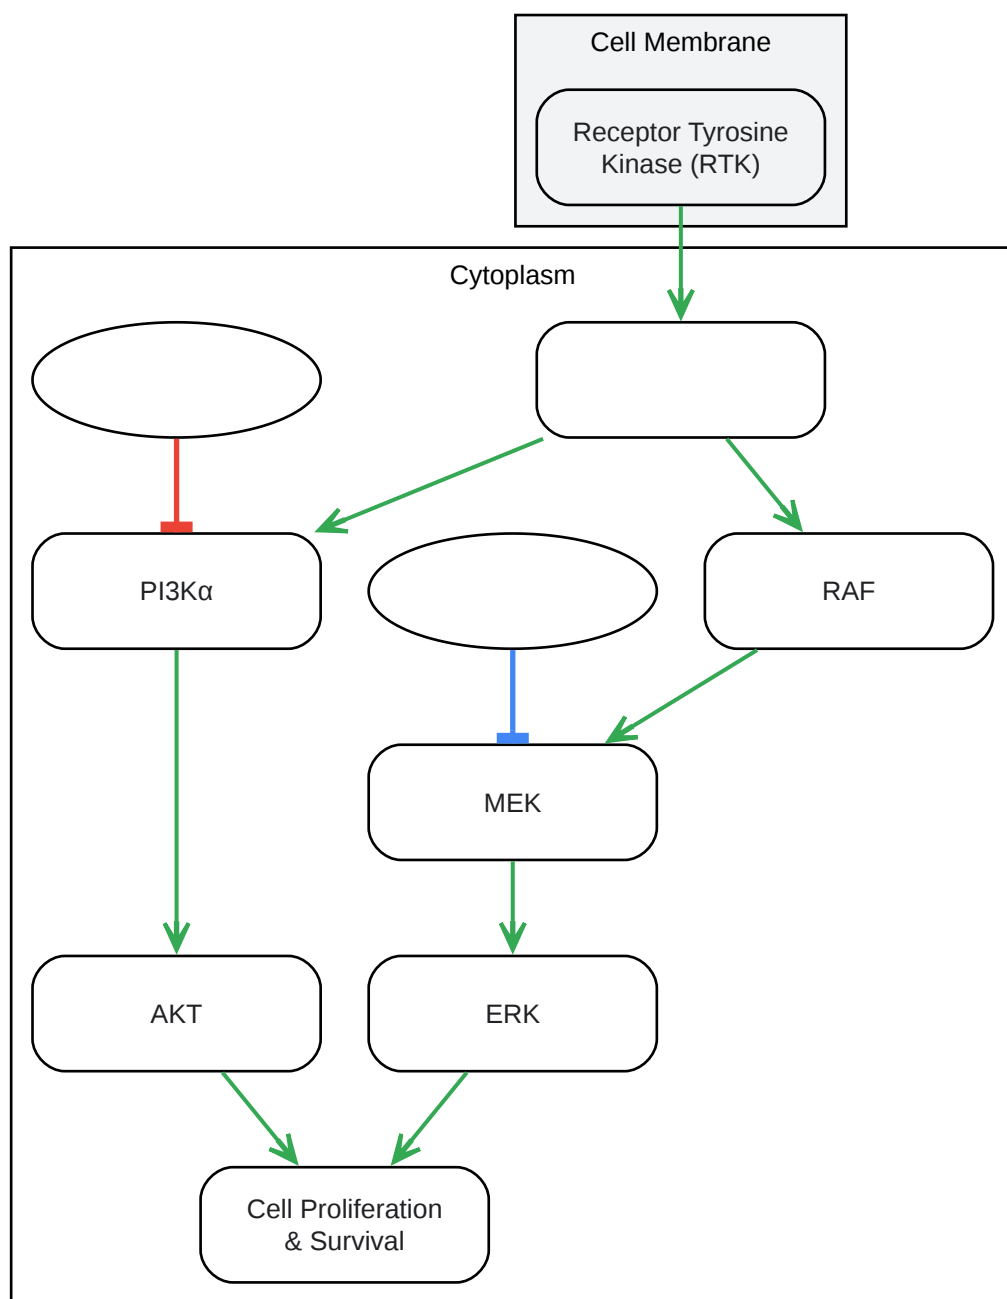 Cell Membrane
Receptor Tyrosine
Kinase (RTK)
Cytoplasm
PI3Kα
RAF
MEK
AKT
ERK
Cell Proliferation
& Survival